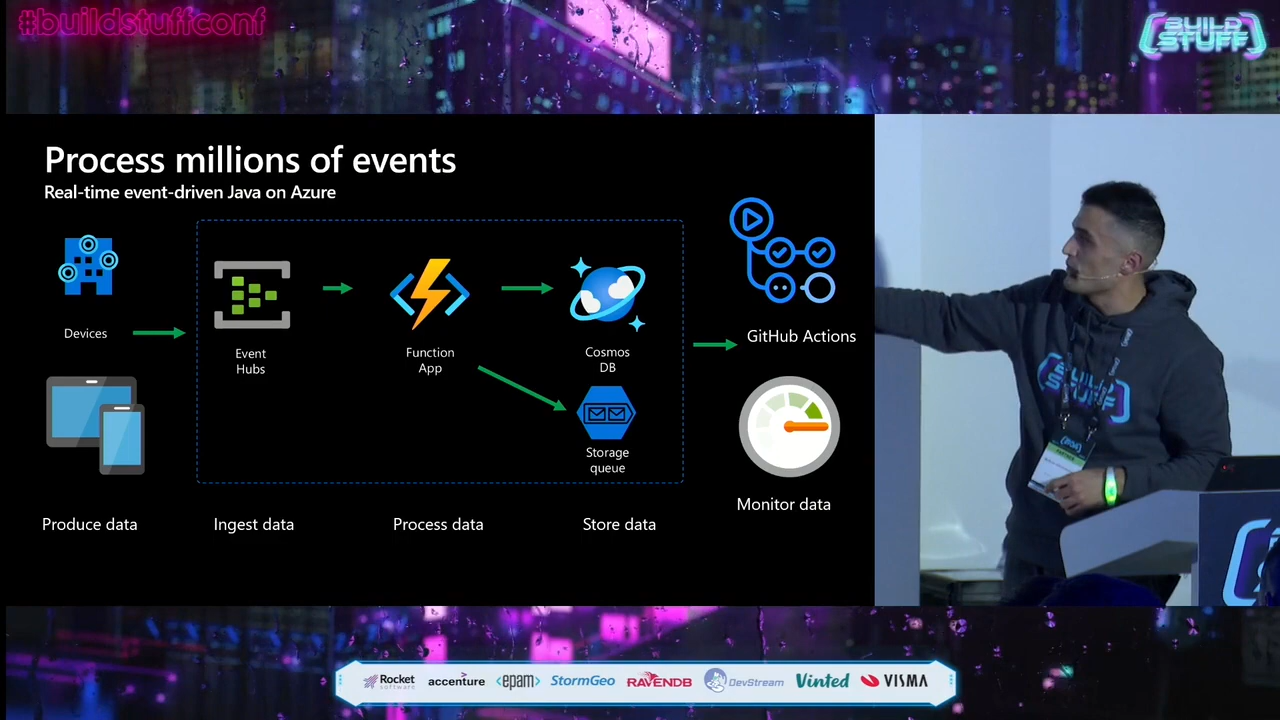 #buildstuffconf
BUILD
STUFF
Process millions of events
Real-time event-driven Java on Azure
Devices
Event
Hubs
Function
App
Cosmos
DB
Storage
queue
GitHub Actions
Monitor data
Produce data
Ingest data
Process data
Store data
BUILD
STUFF
Rocket
software
accenture
<epam>
StormGeo
RAVENDB
DevStream
Vinted
VISMA